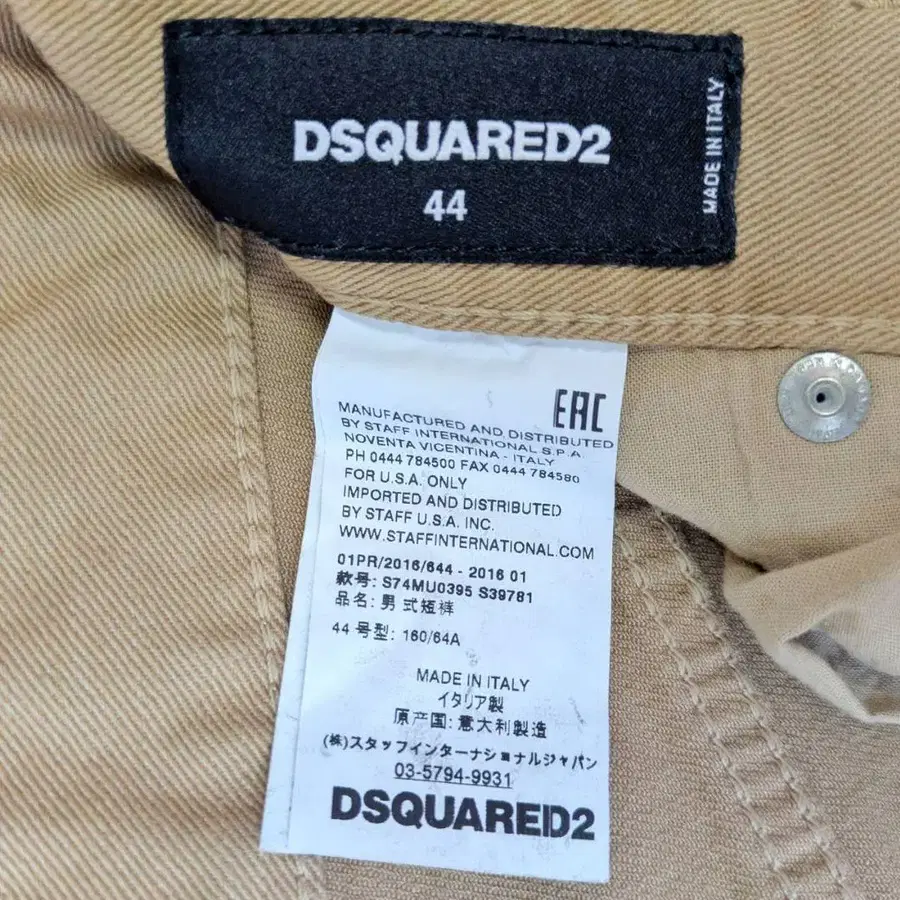 DSQUARED2
44
MADE IN ITALY
EAC
MANUFACTURED AND DISTRIBUTED
BY STAFF INTERNATIONAL S.P.A.
NOVENTA VICENTINA - ITALY
PH 0444 784500 FAX 0444 784580
FOR U.S.A. ONLY
IMPORTED AND DISTRIBUTED
BY STAFF U.S.A. INC.
WWW.STAFFINTERNATIONAL.COM
01PR/2016/644 - 2016 01
款号: S74MU0395 S39781
品名: 男式短裤
44 号型: 160/64A
MADE IN ITALY
イタリア製
原产国: 意大利製造
(株)スタッフインターナショナルジャパン
03-5794-9931
DSQUARED2